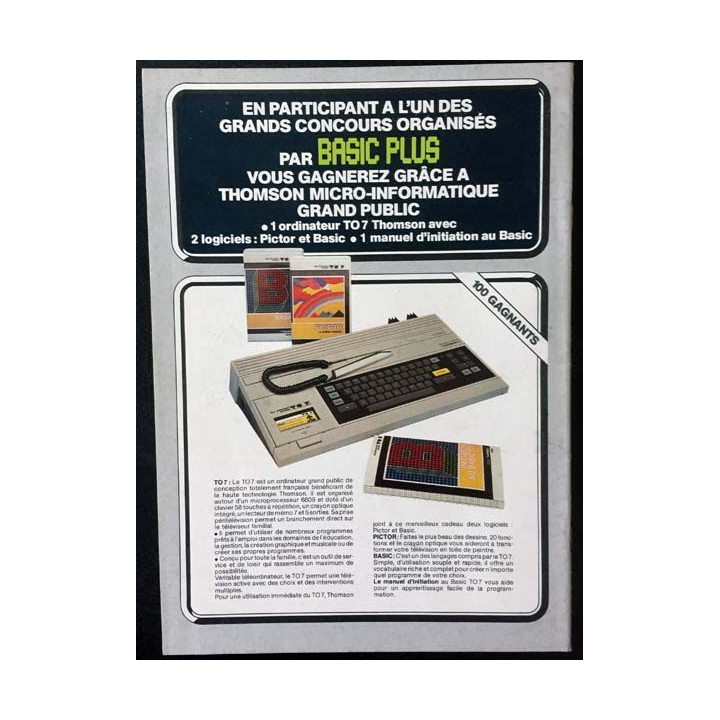 EN PARTICIPANT A L'UN DES
GRANDS CONCOURS ORGANISÉS
PAR BASIC PLUS
VOUS GAGNEREZ GRÂCE A
THOMSON MICRO-INFORMATIQUE
GRAND PUBLIC
● 1 ordinateur TO7 Thomson avec
2 logiciels : Pictor et Basic ● 1 manuel d'initiation au Basic
100 GAGNANTS
TO 7
TO 7
B
PICTOR
TO 7
TO7 : Le TO7 est un ordinateur grand public de
conception totalement française bénéficiant de
la haute technologie Thomson. Il est organisé
autour d'un microprocesseur 6809 et doté d'un
clavier 58 touches à répétition, un crayon optique
intégré, un lecteur de mémo 7 et 5 sorties. Sa prise
péritélévision permet un branchement direct sur
le téléviseur familial.
● Il permet d'utiliser de nombreux programmes
prêts à l'emploi dans les domaines de l'éducation,
la gestion, la création graphique et musicale ou de
créer ses propres programmes.
● Conçu pour toute la famille, c'est un outil de ser-
vice et de loisir qui rassemble un maximum de
possibilités.
Véritable téléordinateur, le TO7 permet une télé-
vision active avec des choix et des interventions
multiples.
Pour une utilisation immédiate du TO7, Thomson
joint à ce merveilleux cadeau deux logiciels
Pictor et Basic.
PICTOR : Faites le plus beau des dessins. 20 fonc-
tions et le crayon optique vous aideront à trans-
former votre télévision en toile de peintre.
BASIC : C'est un des langages compris par le TO7.
Simple, d'utilisation souple et rapide, il offre un
vocabulaire riche et complet pour créer n'importe
quel programme de votre choix.
Le manuel d'initiation au Basic TO7 vous aide
pour un apprentissage facile de la program-
mation.